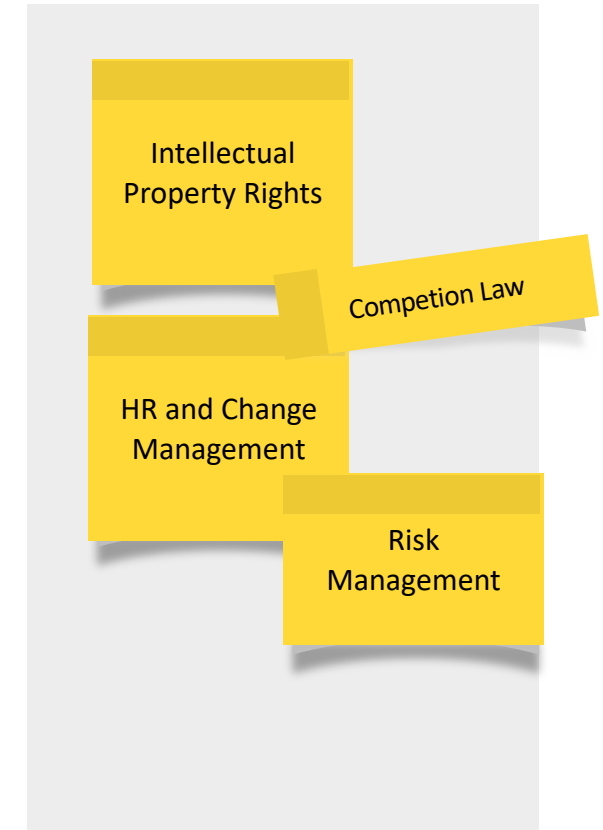 Intellectual
Property Rights
Competion Law
HR and Change
Management
Risk
Management